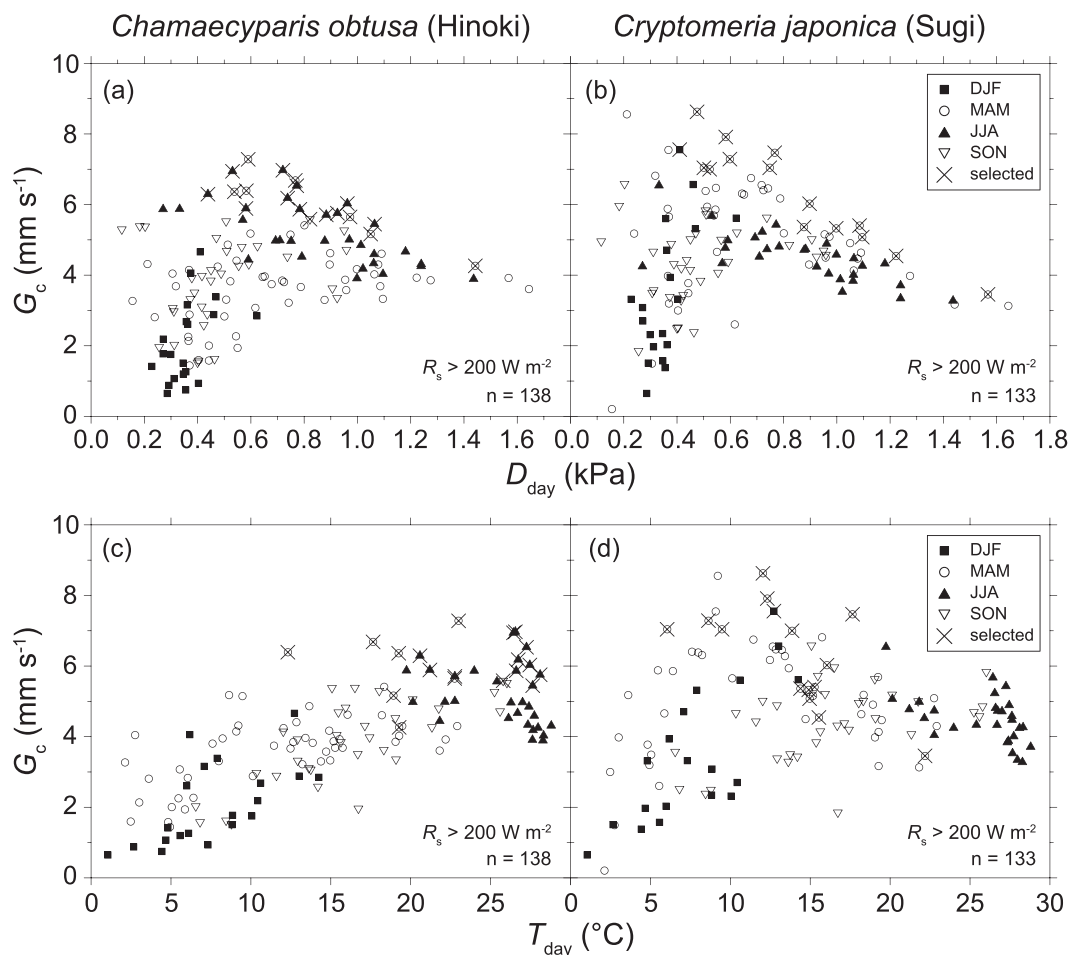 Chamaecyparis obtusa (Hinoki) Cryptomeria japonica (Sugi)
10 (a) (b) DJF
MAM
8 JJA
SON
selected
6
Gc (mm s-1)
4
2 Rs > 200 W m-2 Rs > 200 W m-2
n = 138 n = 133
0
0.0 0.2 0.4 0.6 0.8 1.0 1.2 1.4 1.6 0.0 0.2 0.4 0.6 0.8 1.0 1.2 1.4 1.6 1.8
Dday (kPa)
10 (c) (d) DJF
MAM
8 JJA
SON
selected
6
Gc (mm s-1)
4
2 Rs > 200 W m-2 Rs > 200 W m-2
n = 138 n = 133
0
0 5 10 15 20 25 0 5 10 15 20 25 30
Tday (°C)